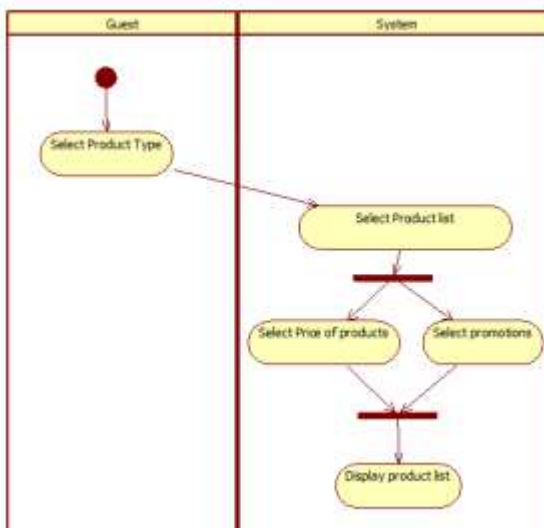 Guest
System
Select Product Type
Select Product list
Select Price of products
Select promotions
Display product list